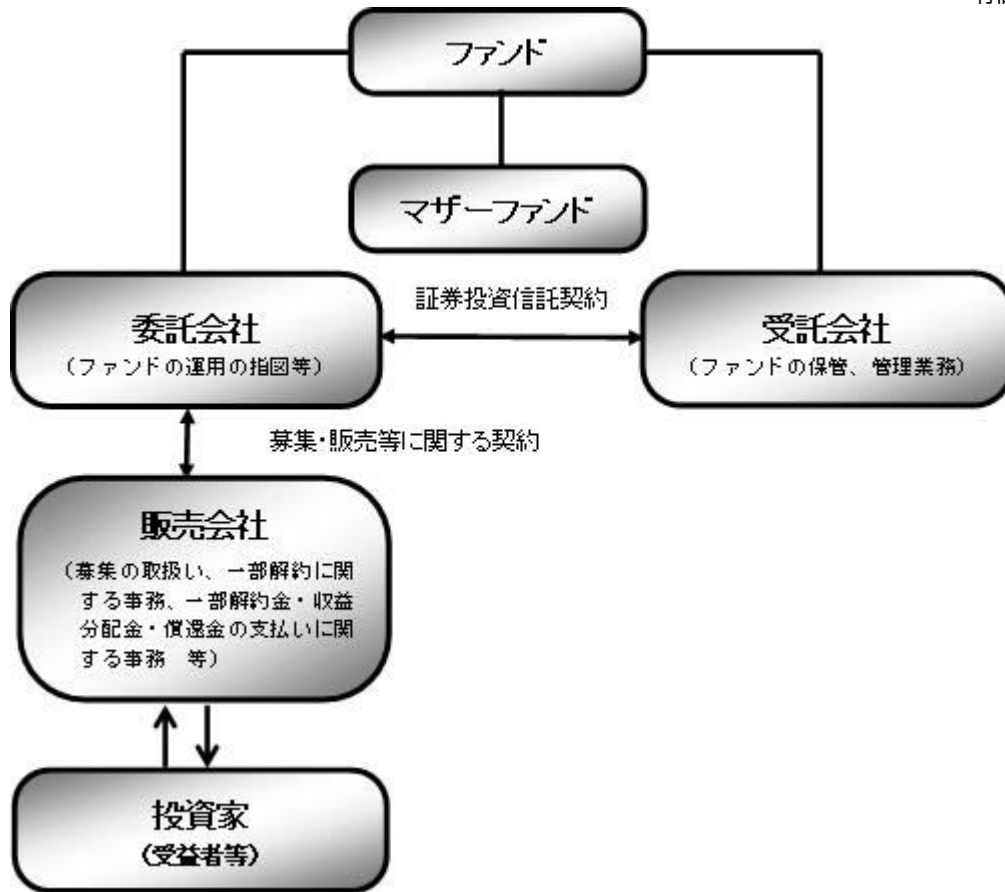 ファンド
マザーファンド
証券投資信託契約
委託会社
(ファンドの運用の指図等)
受託会社
(ファンドの保管、管理業務)
募集・販売等に関する契約
販売会社
(募集の取扱い、一部解約に関
する事務、一部解約金・収益
分配金・償還金の支払いに関
する事務　等)
投資家
(受益者等)